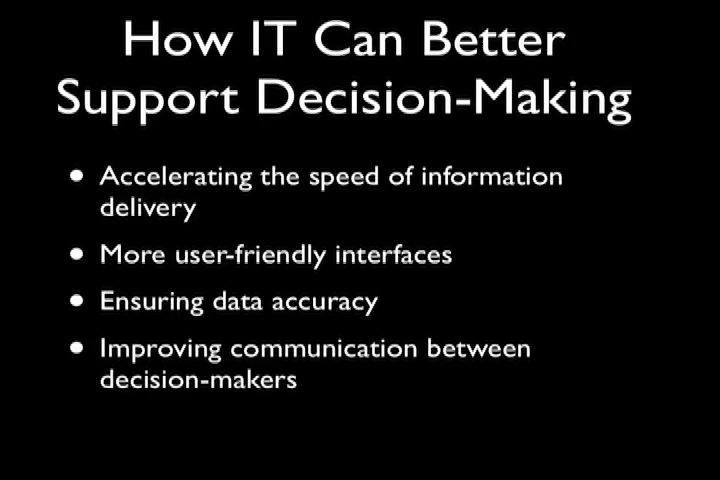 How IT Can Better
Support Decision-Making
• Accelerating the speed of information
delivery
• More user-friendly interfaces
• Ensuring data accuracy
• Improving communication between
decision-makers